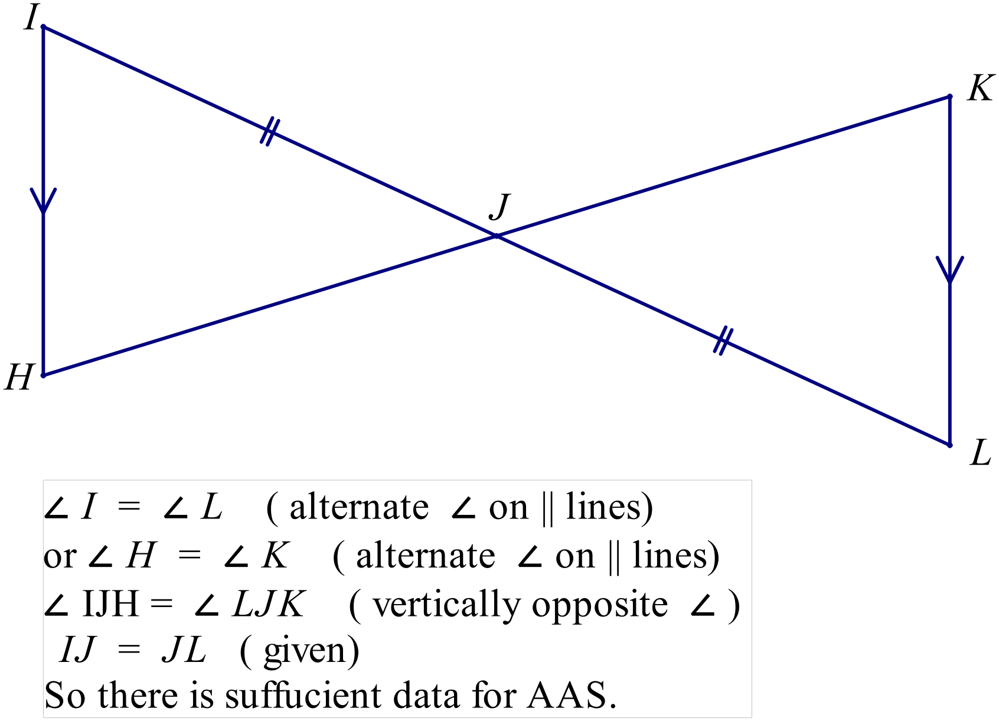 I
K
J
H
L
∠ I = ∠ L ( alternate ∠ on || lines)
or ∠ H = ∠ K ( alternate ∠ on || lines)
∠ IJH = ∠ LJK ( vertically opposite ∠ )
IJ = JL ( given)
So there is suffucient data for AAS.